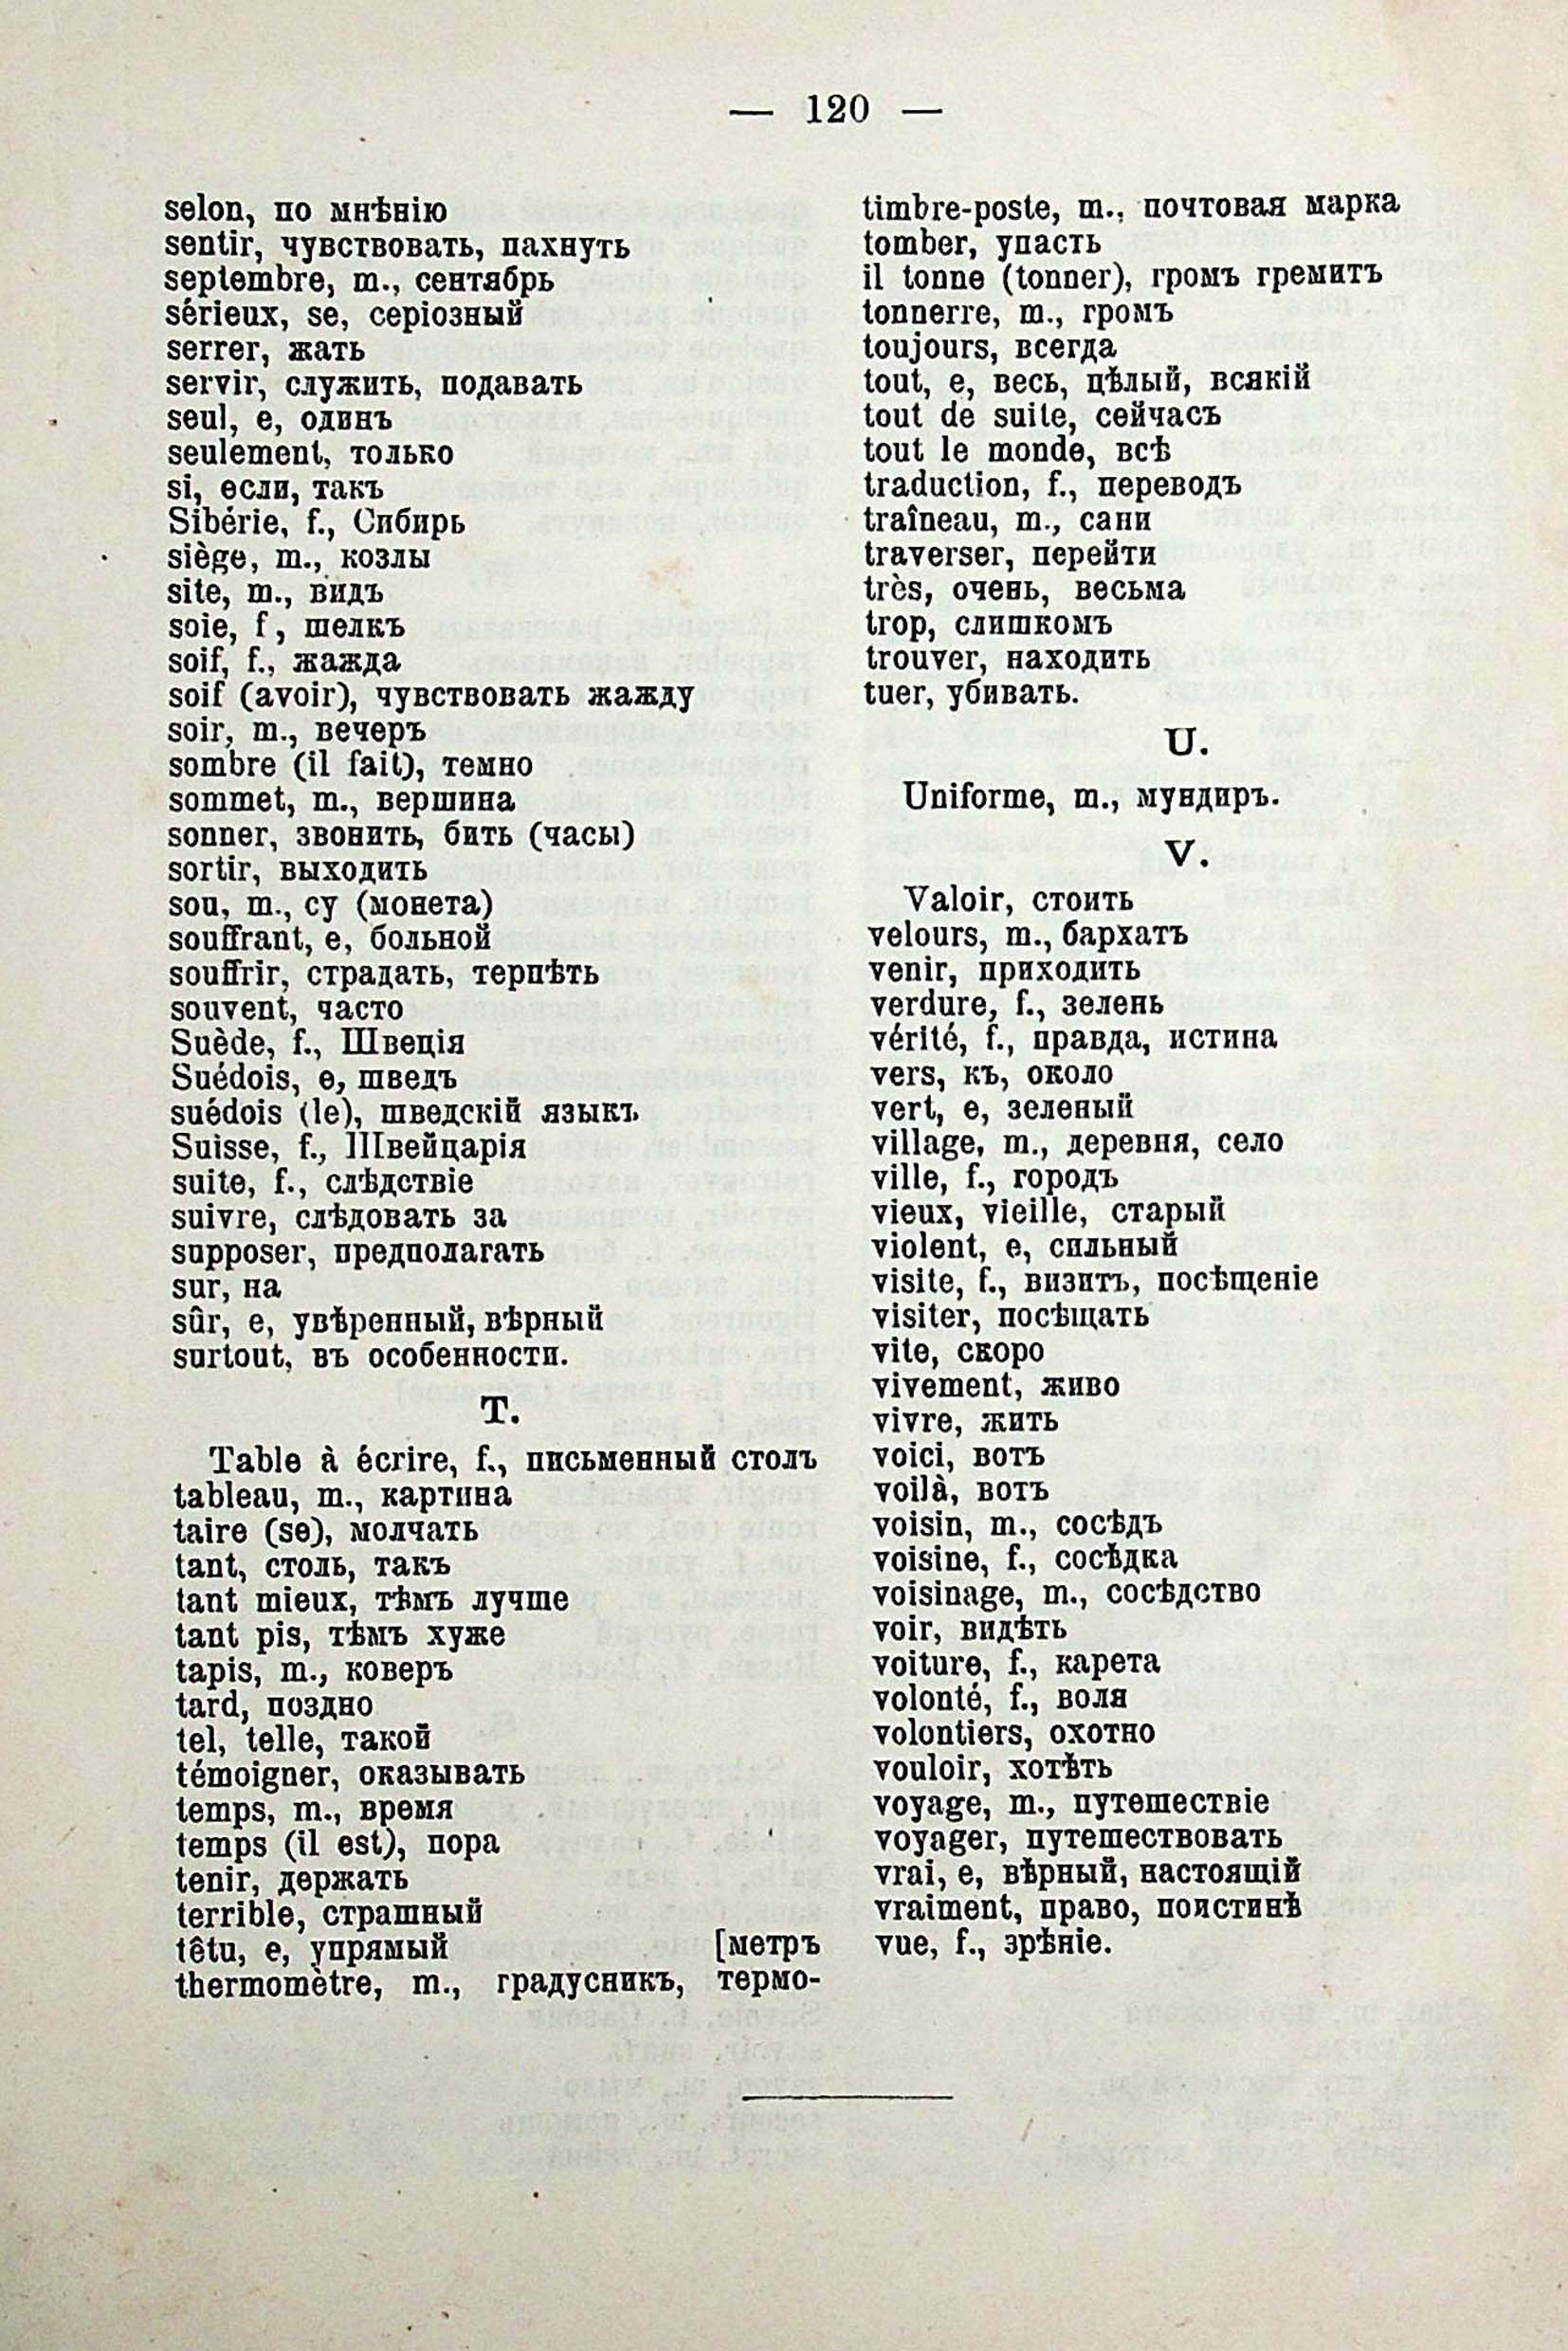 — 120 —
selon, по мнѣнію
sentir, чувствовать, пахнуть
septembre, m., сентябрь
sérieux, se, серіозный
serrer, жать
servir, служить, подавать
seul, e, одинъ
seulement, только
si, если, такъ
Sibérie, f., Сибирь
siège, m., козлы
site, m., видъ
soie, f, шелкъ
soif, f., жажда
soif (avoir), чувствовать жажду
soir, m., вечеръ
sombre (il fait), темно
sommet, m., вершина
sonner, звонить, бить (часы)
sortir, выходить
sou, m., су (монета)
souffrant, e, больной
souffrir, страдать, терпѣть
souvent, часто
Suède, f., Швеція
Suédois, e, шведъ
suédois (le), шведскій языкъ
Suisse, f., Швейцарія
suite, f., слѣдствіе
suivre, слѣдовать за
supposer, предполагать
sur, на
sûr, e, увѣренный, вѣрный
surtout, въ особенности.
T.
Table à écrire, f., письменный столъ
tableau, m., картина
taire (se), молчать
tant, столь, такъ
tant mieux, тѣмъ лучше
tant pis, тѣмъ хуже
tapis, m., коверъ
tard, поздно
tel, telle, такой
témoigner, оказывать
temps, m., время
temps (il est), пора
tenir, держать
terrible, страшный
têtu, e, упрямый [метръ
thermomètre, m., градусникъ, термо-
timbre-poste, m., почтовая марка
tomber, упасть
il tonne (tonner), громъ гремитъ
tonnerre, m., громъ
toujours, всегда
tout, e, весь, цѣлый, всякій
tout de suite, сейчасъ
tout le monde, всѣ
traduction, f., переводъ
traîneau, m., сани
traverser, перейти
très, очень, весьма
trop, слишкомъ
trouver, находить
tuer, убивать.
U.
Uniforme, m., мундиръ.
V.
Valoir, стоить
velours, m., бархатъ
venir, приходить
verdure, f., зелень
vérité, f., правда, истина
vers, къ, около
vert, e, зеленый
village, m., деревня, село
ville, f., городъ
vieux, vieille, старый
violent, e, сильный
visite, f., визитъ, посѣщеніе
visiter, посѣщать
vite, скоро
vivement, живо
vivre, жить
voici, вотъ
voilà, вотъ
voisin, m., сосѣдъ
voisine, f., сосѣдка
voisinage, m., сосѣдство
voir, видѣть
voiture, f., карета
volonté, f., воля
volontiers, охотно
vouloir, хотѣть
voyage, m., путешествіе
voyager, путешествовать
vrai, e, вѣрный, настоящій
vraiment, право, поистинѣ
vue, f., зрѣніе.